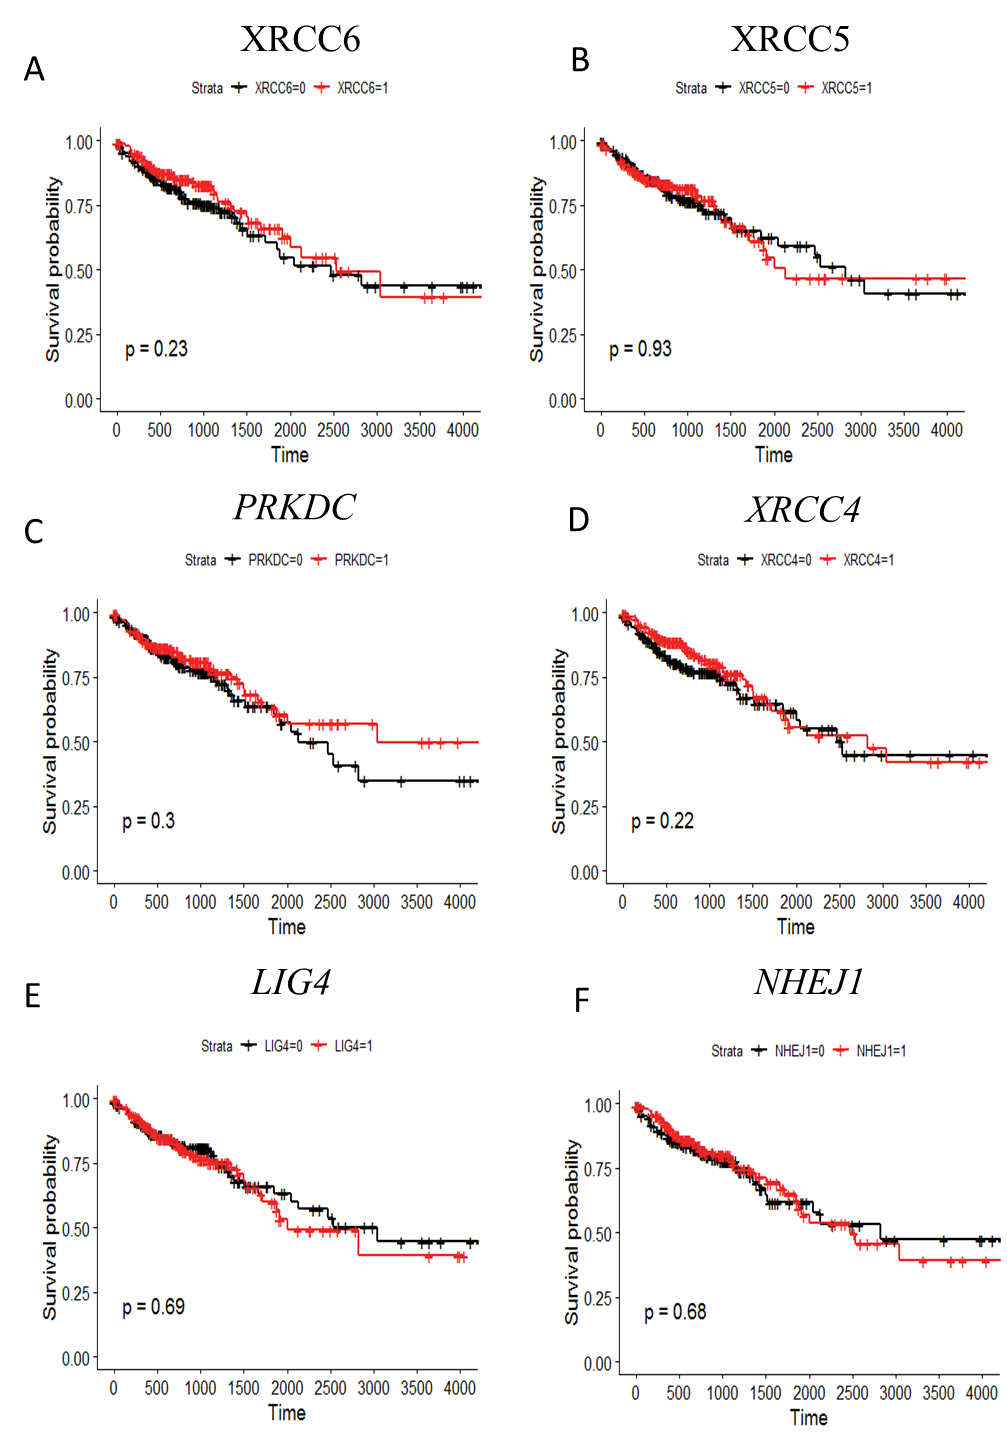 XRCC6
XRCC5
A
B
Strata XRCC6=0 XRCC6=1
Strata XRCC5=0 XRCC5=1
Survival probability
1.00
0.75
0.50
0.25
0.00
p = 0.23
0 500 1000 1500 2000 2500 3000 3500 4000
Time
Survival probability
1.00
0.75
0.50
0.25
0.00
p = 0.93
0 500 1000 1500 2000 2500 3000 3500 4000
Time
PRKDC
XRCC4
C
D
Strata PRKDC=0 PRKDC=1
Strata XRCC4=0 XRCC4=1
Survival probability
1.00
0.75
0.50
0.25
0.00
p = 0.3
0 500 1000 1500 2000 2500 3000 3500 4000
Time
Survival probability
1.00
0.75
0.50
0.25
0.00
p = 0.22
0 500 1000 1500 2000 2500 3000 3500 4000
Time
LIG4
NHEJ1
E
F
Strata LIG4=0 LIG4=1
Strata NHEJ1=0 NHEJ1=1
Survival probability
1.00
0.75
0.50
0.25
0.00
p = 0.69
0 500 1000 1500 2000 2500 3000 3500 4000
Time
Survival probability
1.00
0.75
0.50
0.25
0.00
p = 0.68
0 500 1000 1500 2000 2500 3000 3500 4000
Time